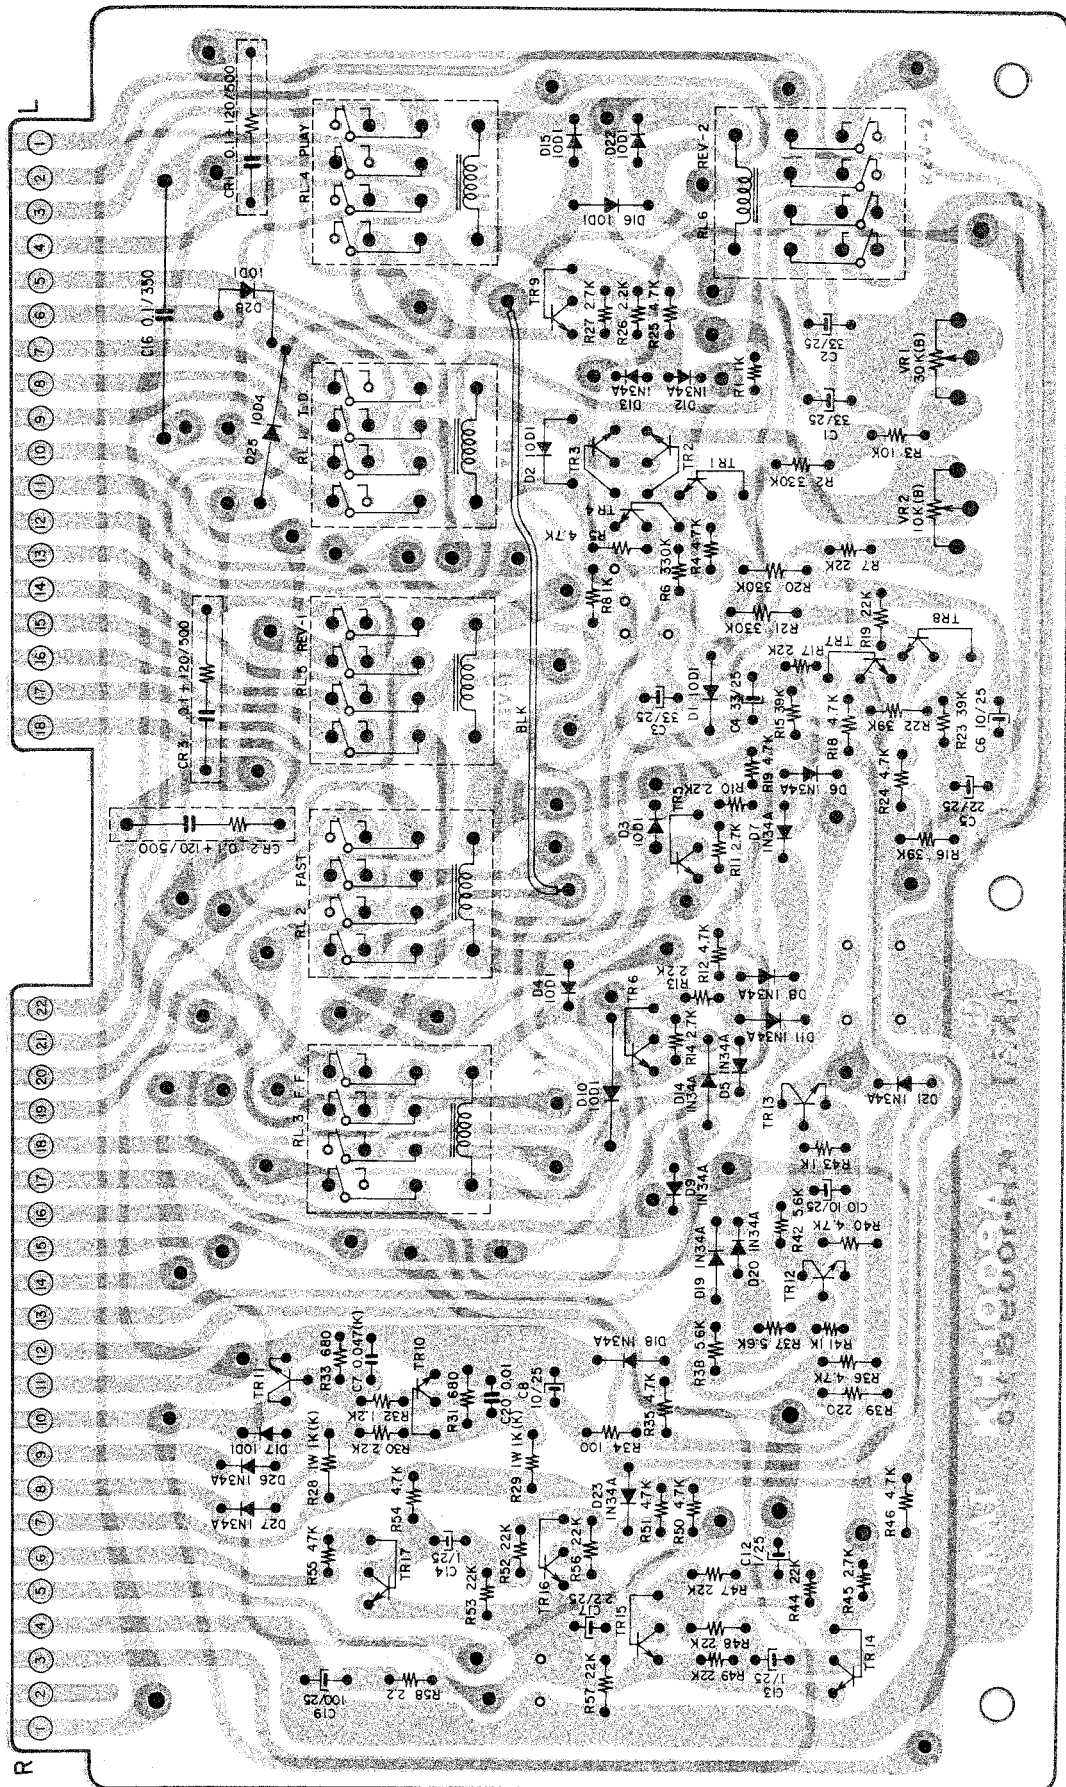 L
1
2
3
4
5
6
7
8
9
10
11
12
13
14
15
16
17
18
22
21
20
19
18
17
16
15
14
13
12
11
10
9
8
7
6
5
4
3
2
1
R
CR1 0.1+120/500
C16 0.1/350
10D1
D25 10D4
CR3 0.1+120/500
CR2 0.1+120/500
RL4 PLAY
RL1 I.D
RL5 REV-1
RL2 FAST
RL3 F.F
RL6 REV-2
REV-2
BLK
D15
10D1
D22
10D1
D16 10D1
TR9
R27 2.7K
R26 2.2K
R25 4.7K
D13
1N34A
D12
1N34A
R1 1K
C2
33/25
C1
33/25
VR1
30K(B)
VR2
10K(B)
R3 10K
R2 330K
D2 10D1
TR3
TR2
TR1
TR4
R5
4.7K
R8 1K
R6 330K
R4 4.7K
R20 330K
R7 22K
R21 330K
R17 22K
TR7
R19 22K
TR8
C3
33/25
D1 10D1
C4 33/25
R15 39K
R18 4.7K
R22 39K
R23 39K
C6 10/25
R19 4.7K
R10 2.2K
D6 1N34A
R24 4.7K
C5
22/25
D3
10D1
TR5
R11 2.7K
D7
1N34A
R16 39K
D4
10D1
R13
2K
R12 4.7K
TR6
D8 1N34A
R14 2.7K
D11 1N34A
D10
10D1
D14
1N34A
D5 1N34A
D21 1N34A
TR13
D9
1N34A
R43 1K
C10 10/25
R42 5.6K
R40 4.7K
D19 1N34A
D20 1N34A
TR12
D18 1N34A
R38 5.6K
R37 5.6K
R41 1K
R36 4.7K
R39
220
TR11
R33 680
C7 0.047(K)
TR10
R32 1.2K
R31 680
C20 0.01
C8
10/25
R35 4.7K
D17 10D1
R30 2.2K
R34 100
D26 1N34A
R28 1W 1K(K)
R29 1W 1K(K)
D27 1N34A
R54 4.7K
D23
1N34A
R51 4.7K
R50 4.7K
R46 4.7K
R55 47K
TR17
C14
1/25
R52 22K
R53 22K
TR16
R56 22K
C12
1/25
R47 22K
R44 22K
R45 2.7K
C17
2.2/25
TR15
R48 22K
R49 22K
C13
1/25
TR14
R57 22K
C19
100/25
R58 2.2